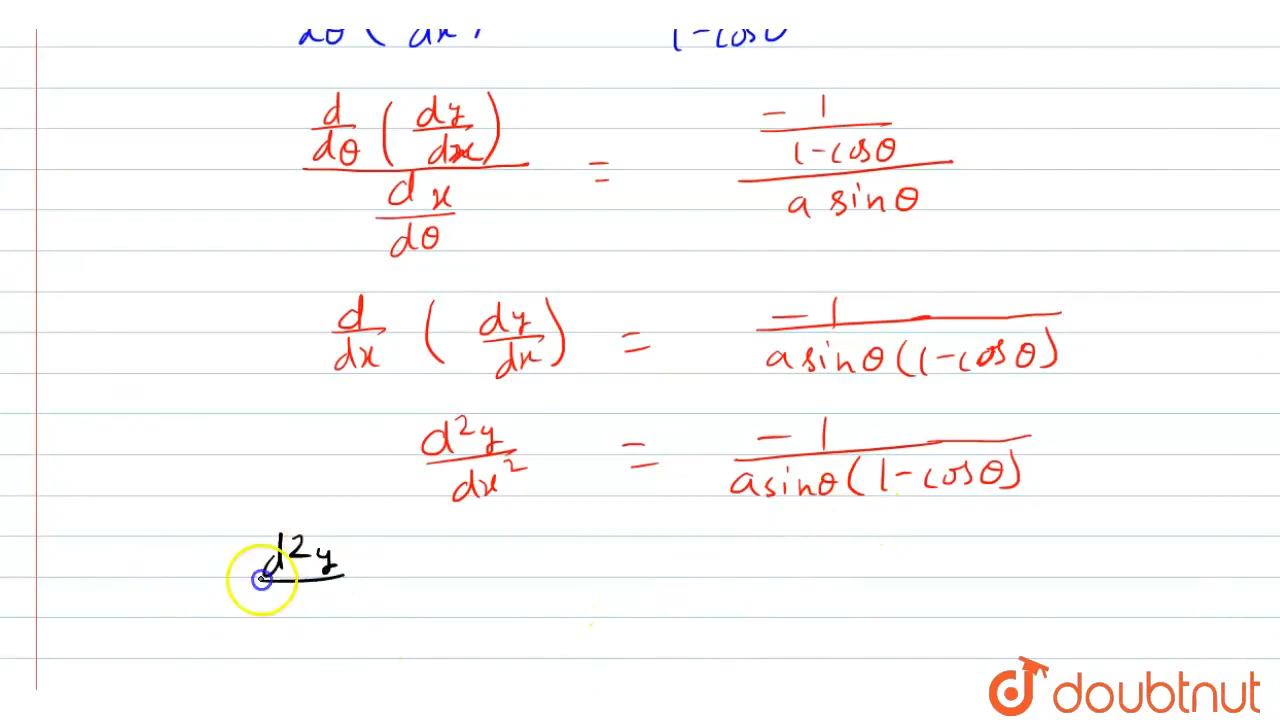 d/dθ (dy/dx) / dx/dθ = -1/(1-cosθ) / a sinθ
d/dx (dy/dx) = -1/(a sinθ(1-cosθ))
d²y/dx² = -1/(a sinθ(1-cosθ))
d²y
doubtnut